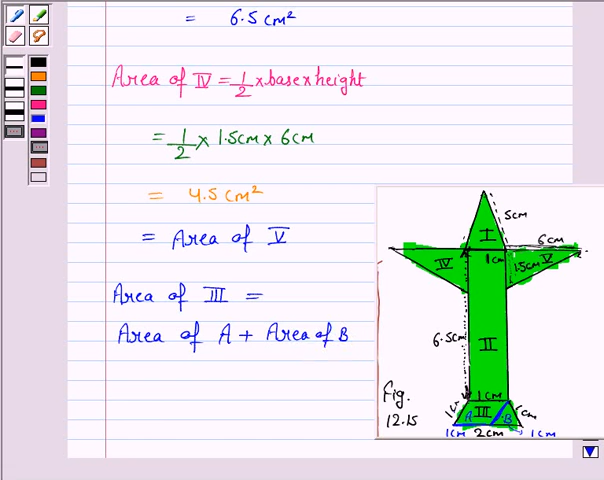 = 6.5 cm²
Area of IV = 1/2 × base × height
= 1/2 × 1.5cm × 6cm
= 4.5 cm²
= Area of V
Area of III =
Area of A + Area of B
5cm
I
6cm
IV
1cm
1.5cm
V
6.5cm
II
Fig.
12.15
1cm
1cm
III
A
B
1cm
2cm
1cm